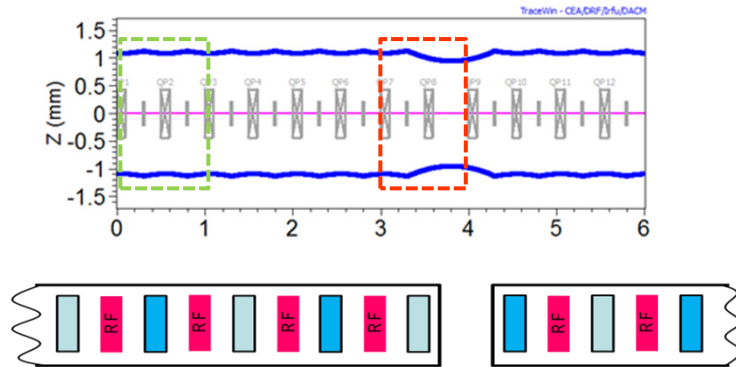 TraceWin - CEA/DRF/Irfu/DACM
Z (mm)
1.5
1
0.5
0
-0.5
-1
-1.5
QP2 QP3 QP4 QP5 QP6 QP7 QP8 QP9 QP10 QP11 QP12
0 1 2 3 4 5 6
RF RF RF RF RF RF